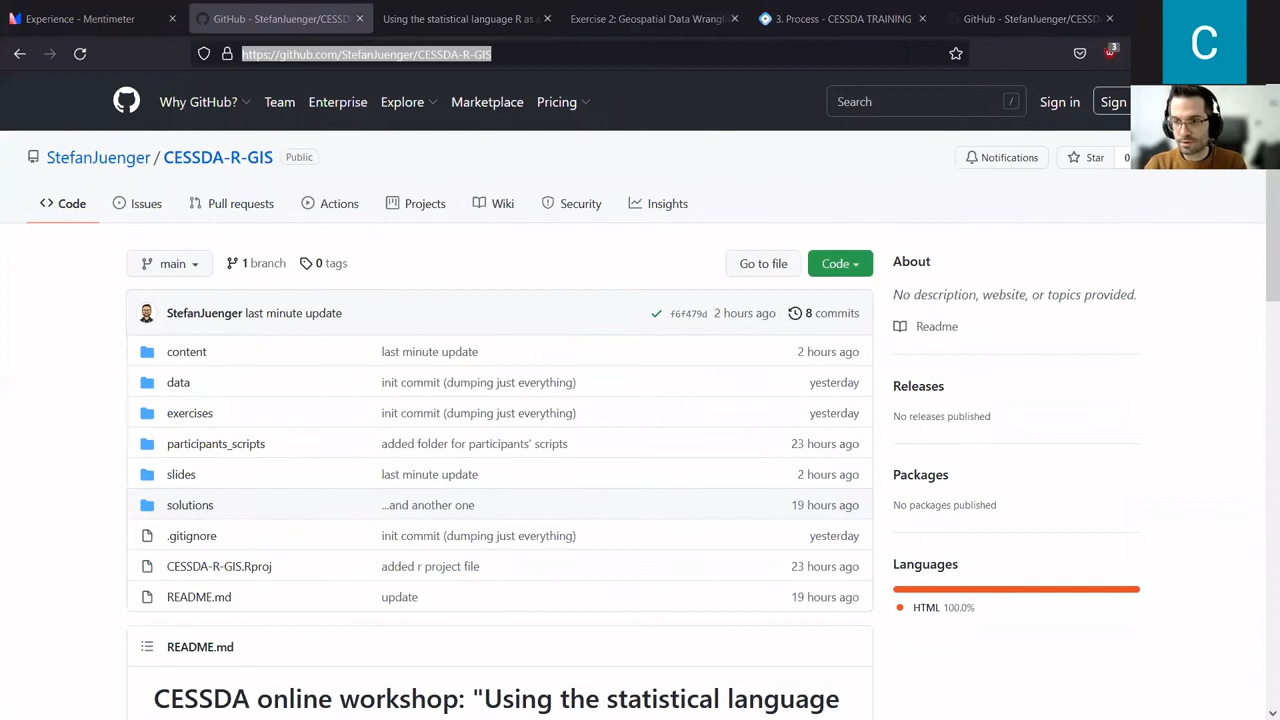 Experience - Mentimeter
GitHub - StefanJuenger/CESSD
Using the statistical language R as a
Exercise 2: Geospatial Data Wrangli
3. Process - CESSDA TRAINING
GitHub - StefanJuenger/CESSD
https://github.com/StefanJuenger/CESSDA-R-GIS
3
C
Why GitHub?
Team
Enterprise
Explore
Marketplace
Pricing
Search
/
Sign in
Sign
StefanJuenger / CESSDA-R-GIS
Public
Notifications
Star
0
Code
Issues
Pull requests
Actions
Projects
Wiki
Security
Insights
main
1 branch
0 tags
Go to file
Code
StefanJuenger last minute update
f6f479d 2 hours ago
8 commits
content last minute update 2 hours ago
data init commit (dumping just everything) yesterday
exercises init commit (dumping just everything) yesterday
participants_scripts added folder for participants' scripts 23 hours ago
slides last minute update 2 hours ago
solutions ...and another one 19 hours ago
.gitignore init commit (dumping just everything) yesterday
CESSDA-R-GIS.Rproj added r project file 23 hours ago
README.md update 19 hours ago
README.md
CESSDA online workshop: "Using the statistical language
About
No description, website, or topics provided.
Readme
Releases
No releases published
Packages
No packages published
Languages
HTML 100.0%